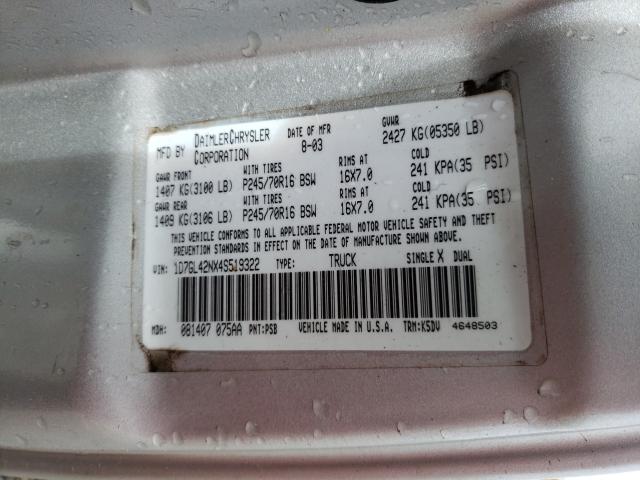 MFD BY DAIMLERCHRYSLER CORPORATION DATE OF MFR 8-03 GVWR 2427 KG(05350 LB)
GAWR FRONT WITH TIRES RIMS AT COLD
1407 KG(3100 LB) P245/70R16 BSW 16X7.0 241 KPA(35 PSI)
GAWR REAR WITH TIRES RIMS AT COLD
1409 KG(3106 LB) P245/70R16 BSW 16X7.0 241 KPA(35 PSI)
THIS VEHICLE CONFORMS TO ALL APPLICABLE FEDERAL MOTOR VEHICLE SAFETY AND THEFT
PREVENTION STANDARDS IN EFFECT ON THE DATE OF MANUFACTURE SHOWN ABOVE.
VIN: 1D7GL42NX4S519322 TYPE: TRUCK SINGLE X DUAL
MDH: 081407 075AA PNT:PSB VEHICLE MADE IN U.S.A. TRM:K5DV 4648503